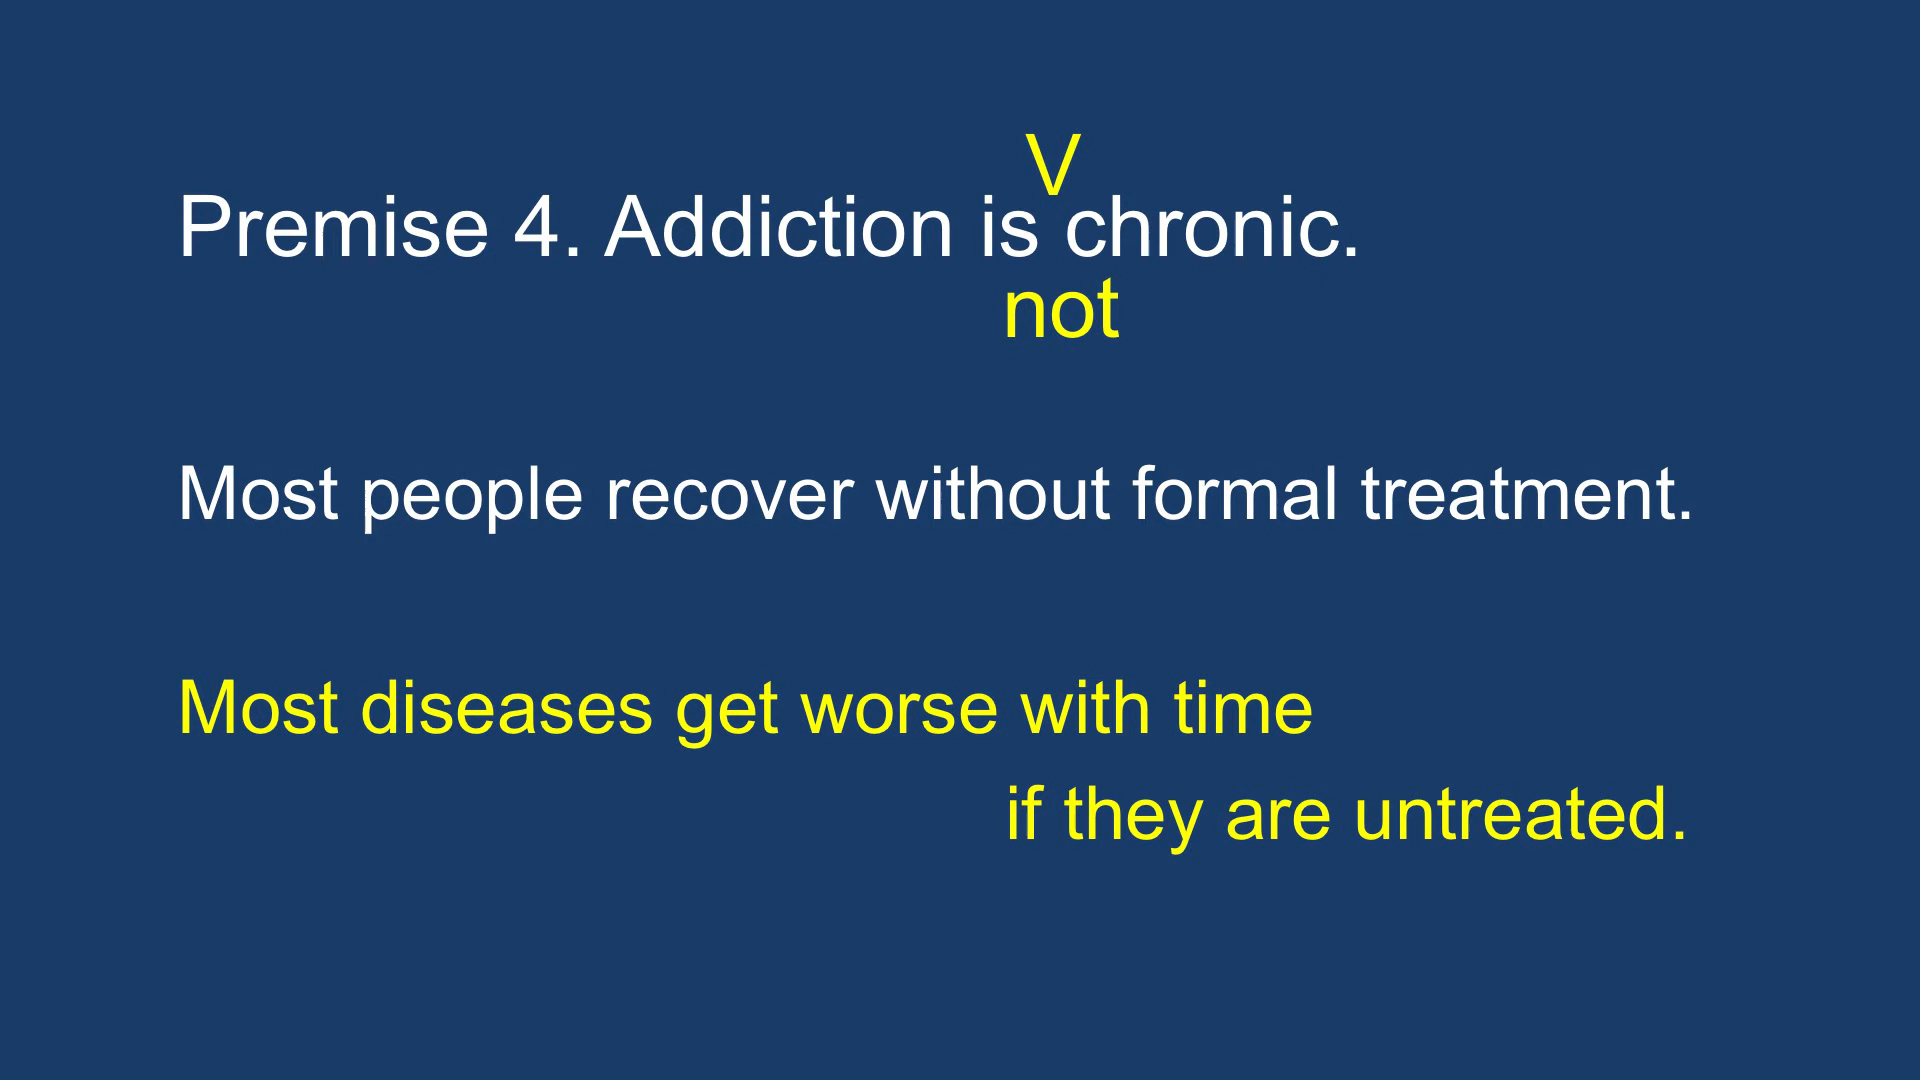 V
Premise 4. Addiction is chronic.
not
Most people recover without formal treatment.
Most diseases get worse with time
if they are untreated.